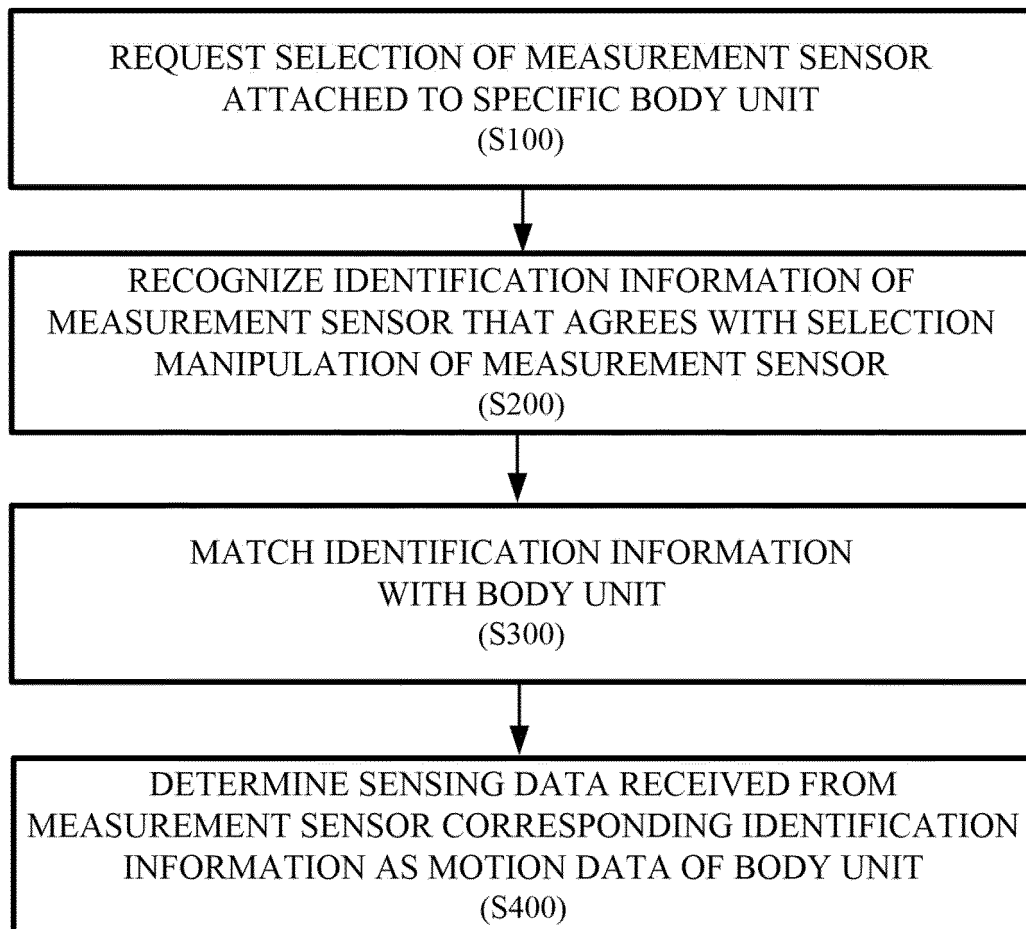 REQUEST SELECTION OF MEASUREMENT SENSOR
ATTACHED TO SPECIFIC BODY UNIT
(S100)
RECOGNIZE IDENTIFICATION INFORMATION OF
MEASUREMENT SENSOR THAT AGREES WITH SELECTION
MANIPULATION OF MEASUREMENT SENSOR
(S200)
MATCH IDENTIFICATION INFORMATION
WITH BODY UNIT
(S300)
DETERMINE SENSING DATA RECEIVED FROM
MEASUREMENT SENSOR CORRESPONDING IDENTIFICATION
INFORMATION AS MOTION DATA OF BODY UNIT
(S400)